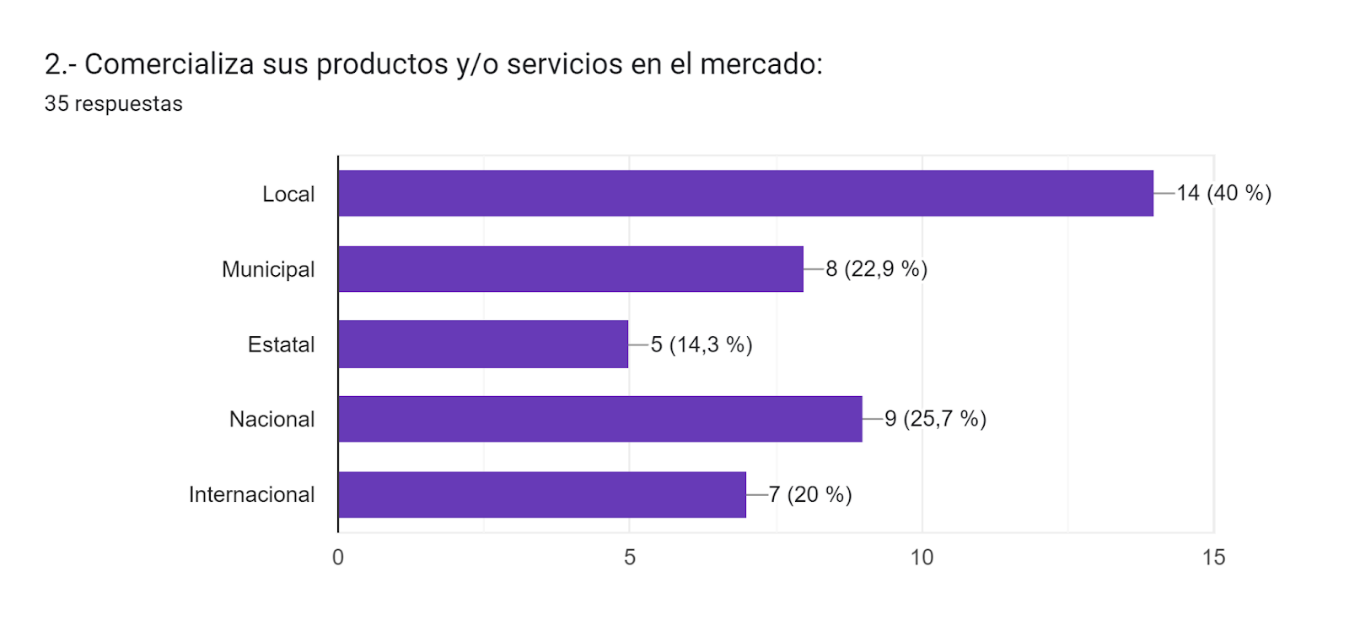 2.- Comercializa sus productos y/o servicios en el mercado:
35 respuestas
Local
14 (40 %)
Municipal
8 (22,9 %)
Estatal
5 (14,3 %)
Nacional
9 (25,7 %)
Internacional
7 (20 %)
0
5
10
15